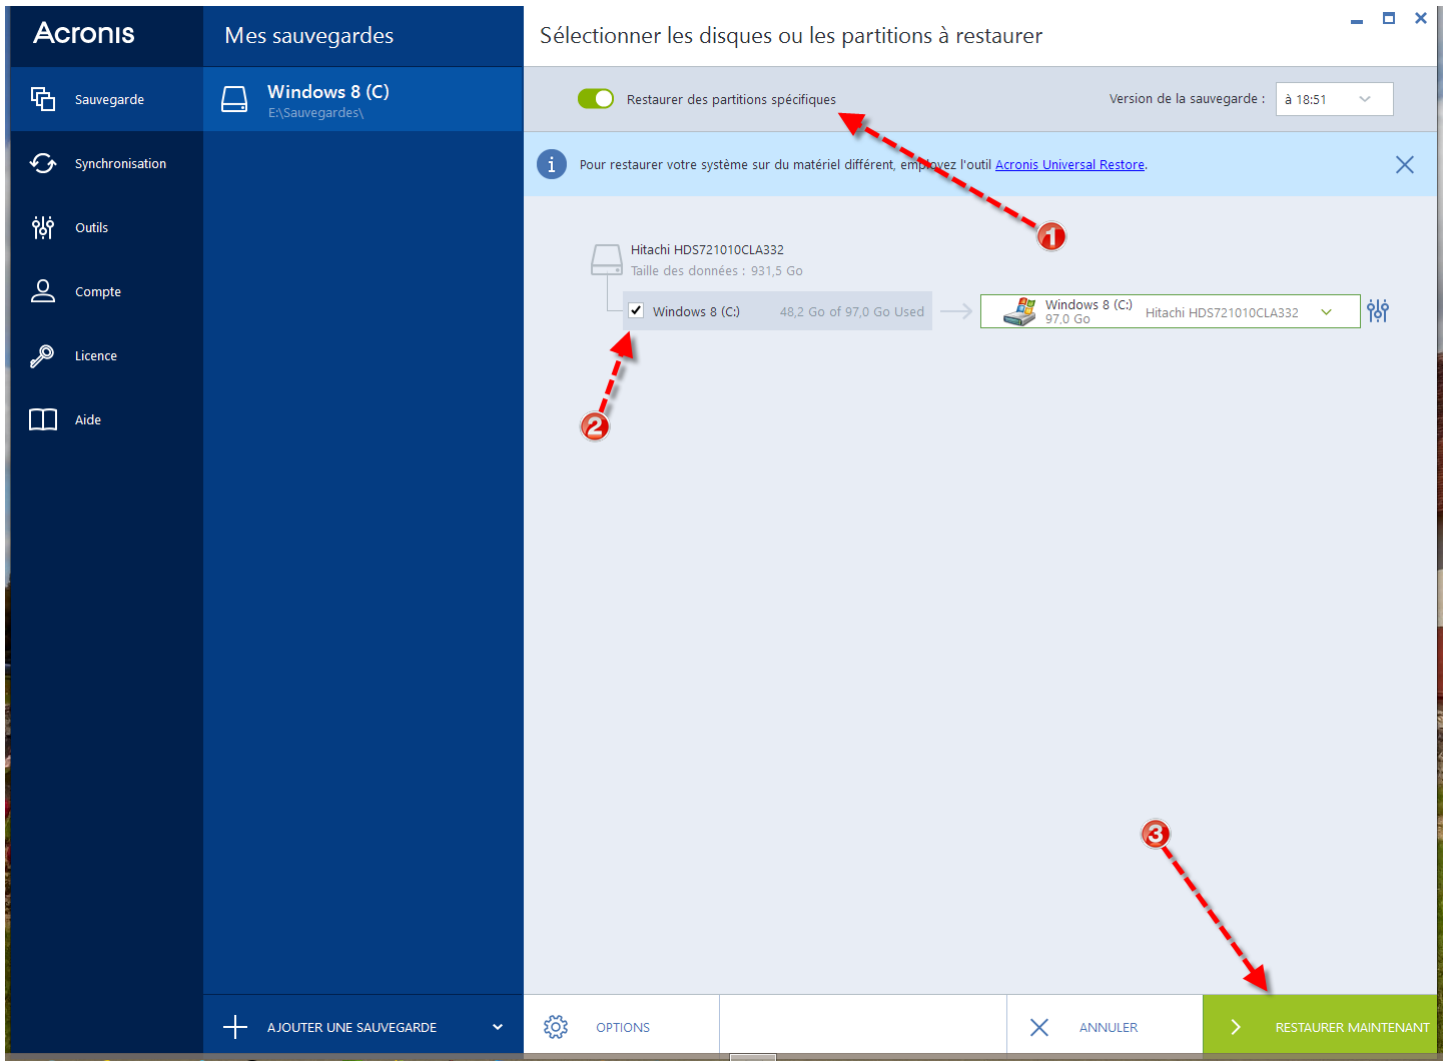 Acronis
Mes sauvegardes
Sélectionner les disques ou les partitions à restaurer
Sauvegarde
Synchronisation
Outils
Compte
Licence
Aide
Windows 8 (C)
E:\Sauvegardes\
Restaurer des partitions spécifiques
Version de la sauvegarde :
à 18:51
i
Pour restaurer votre système sur du matériel différent, employez l'outil Acronis Universal Restore.
1
Hitachi HDS721010CLA332
Taille des données : 931,5 Go
Windows 8 (C:)
48,2 Go of 97,0 Go Used
Windows 8 (C:)
97,0 Go
Hitachi HDS721010CLA332
2
3
AJOUTER UNE SAUVEGARDE
OPTIONS
ANNULER
RESTAURER MAINTENANT